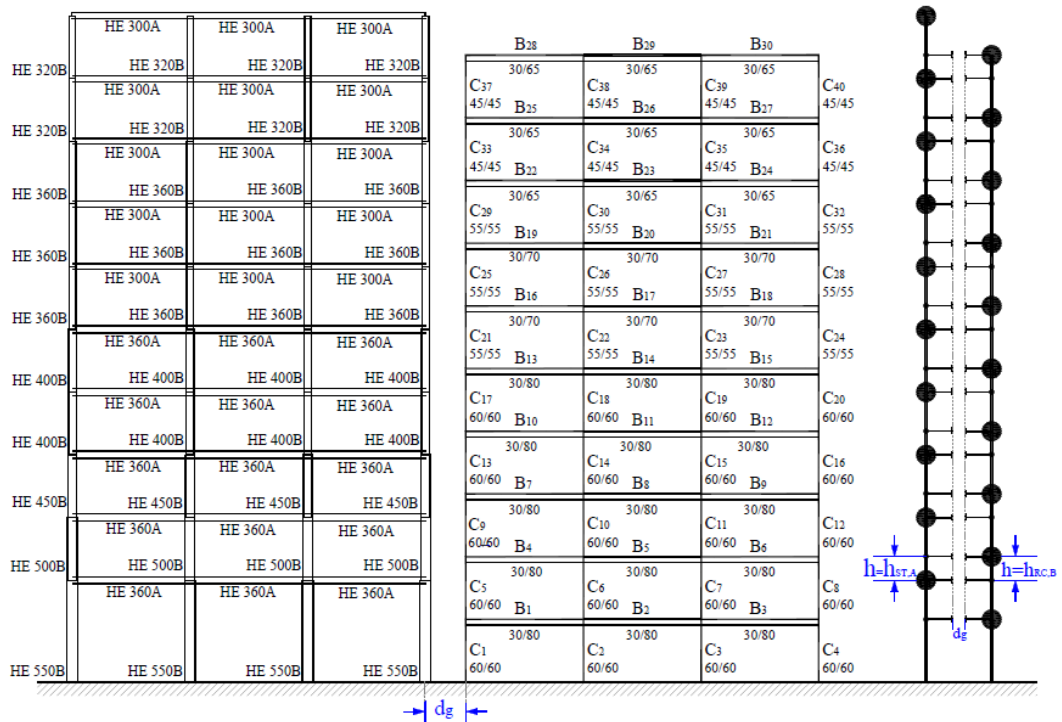 HE 300A HE 300A HE 300A
HE 320B HE 320B HE 320B HE 320B
HE 300A HE 300A HE 300A
HE 320B HE 320B HE 320B HE 320B
HE 300A HE 300A HE 300A
HE 360B HE 360B HE 360B HE 360B
HE 300A HE 300A HE 300A
HE 360B HE 360B HE 360B HE 360B
HE 300A HE 300A HE 300A
HE 360B HE 360B HE 360B HE 360B
HE 360A HE 360A HE 360A
HE 400B HE 400B HE 400B HE 400B
HE 360A HE 360A HE 360A
HE 400B HE 400B HE 400B HE 400B
HE 360A HE 360A HE 360A
HE 450B HE 450B HE 450B HE 450B
HE 360A HE 360A HE 360A
HE 500B HE 500B HE 500B HE 500B
HE 360A HE 360A HE 360A
HE 550B HE 550B HE 550B HE 550B
B28 B29 B30
30/65 30/65 30/65
C37 C38 C39 C40
45/45 B25 45/45 B26 45/45 B27 45/45
30/65 30/65 30/65
C33 C34 C35 C36
45/45 B22 45/45 B23 45/45 B24 45/45
30/65 30/65 30/65
C29 C30 C31 C32
55/55 B19 55/55 B20 55/55 B21 55/55
30/70 30/70 30/70
C25 C26 C27 C28
55/55 B16 55/55 B17 55/55 B18 55/55
30/70 30/70 30/70
C21 C22 C23 C24
55/55 B13 55/55 B14 55/55 B15 55/55
30/80 30/80 30/80
C17 C18 C19 C20
60/60 B10 60/60 B11 60/60 B12 60/60
30/80 30/80 30/80
C13 C14 C15 C16
60/60 B7 60/60 B8 60/60 B9 60/60
30/80 30/80 30/80
C9 C10 C11 C12
60/60 B4 60/60 B5 60/60 B6 60/60
30/80 30/80 30/80
C5 C6 C7 C8
60/60 B1 60/60 B2 60/60 B3 60/60
30/80 30/80 30/80
C1 C2 C3 C4
60/60 60/60 60/60 60/60
dg
h=hST,A h=hRC,B
dg